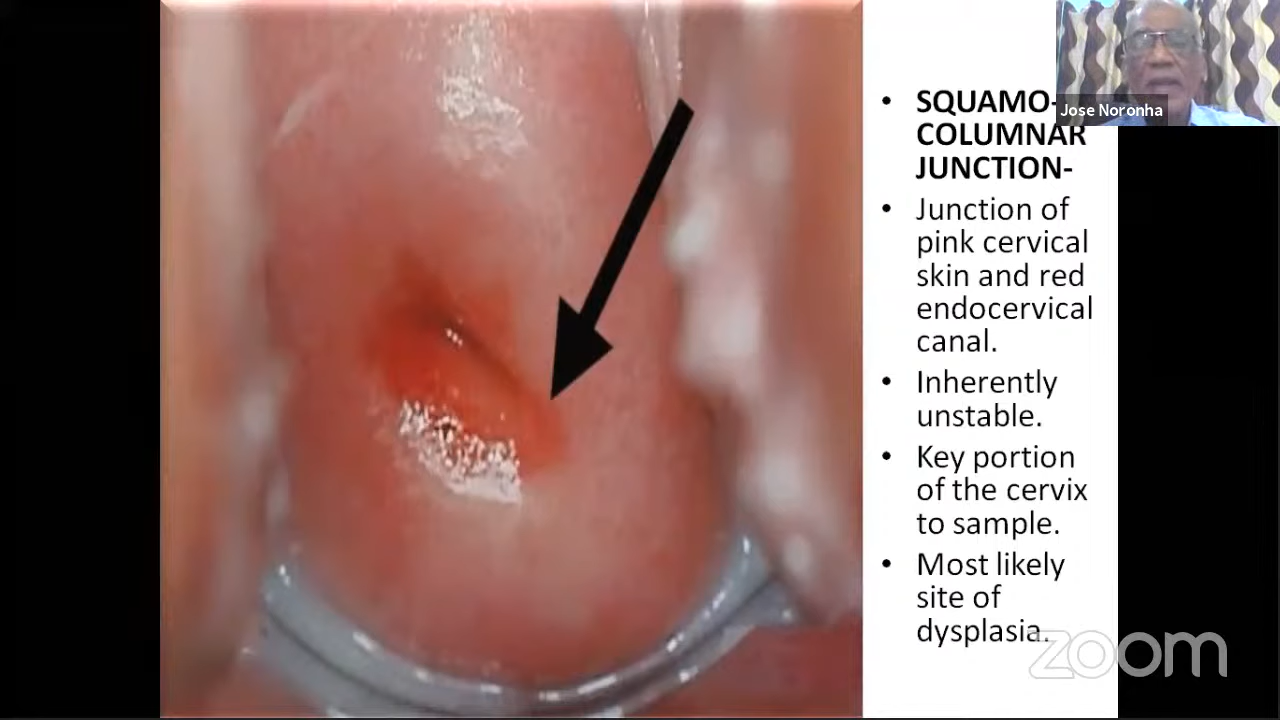 • SQUAMO-
COLUMNAR
JUNCTION-
• Junction of
pink cervical
skin and red
endocervical
canal.
• Inherently
unstable.
• Key portion
of the cervix
to sample.
• Most likely
site of
dysplasia.
Jose Noronha
zoom